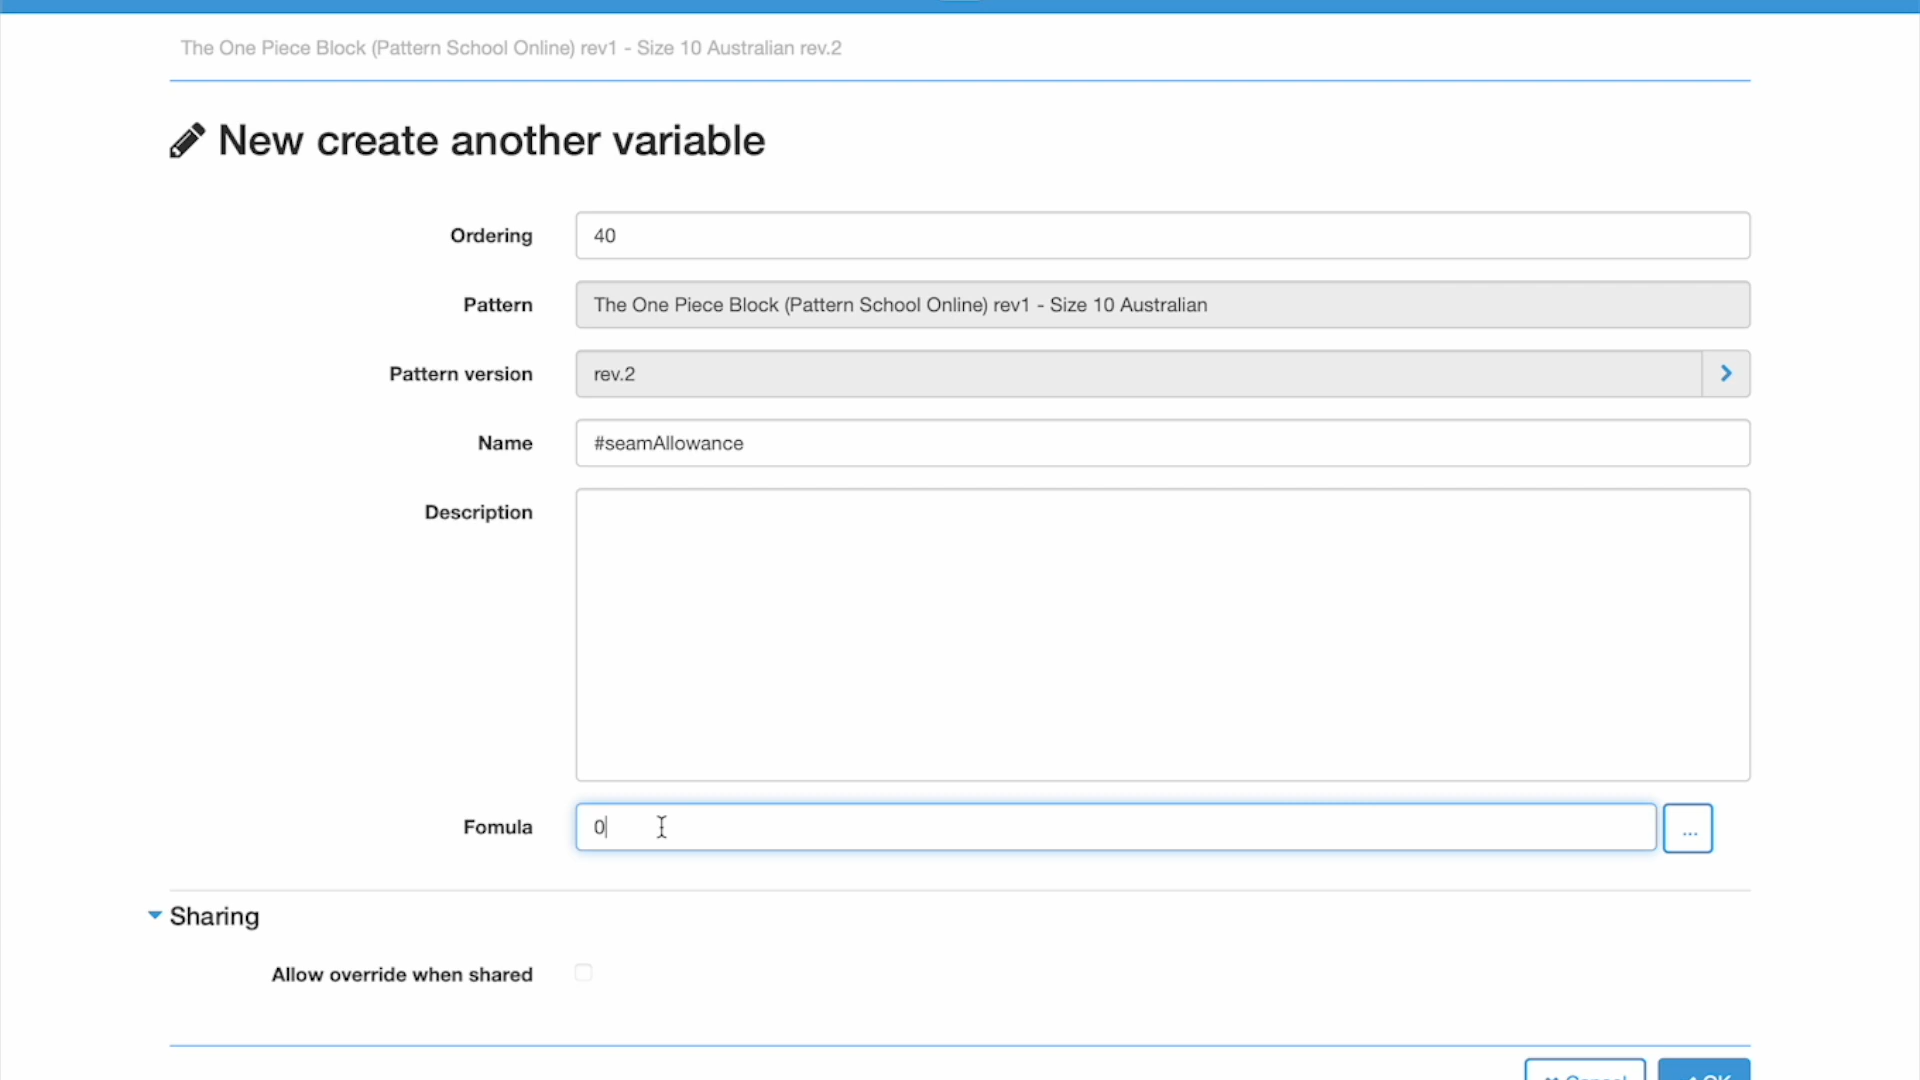 The One Piece Block (Pattern School Online) rev1 - Size 10 Australian rev.2
New create another variable
Ordering 40
Pattern The One Piece Block (Pattern School Online) rev1 - Size 10 Australian
Pattern version rev.2
Name #seamAllowance
Description
Fomula 0 ...
Sharing
Allow override when shared
Cancel OK